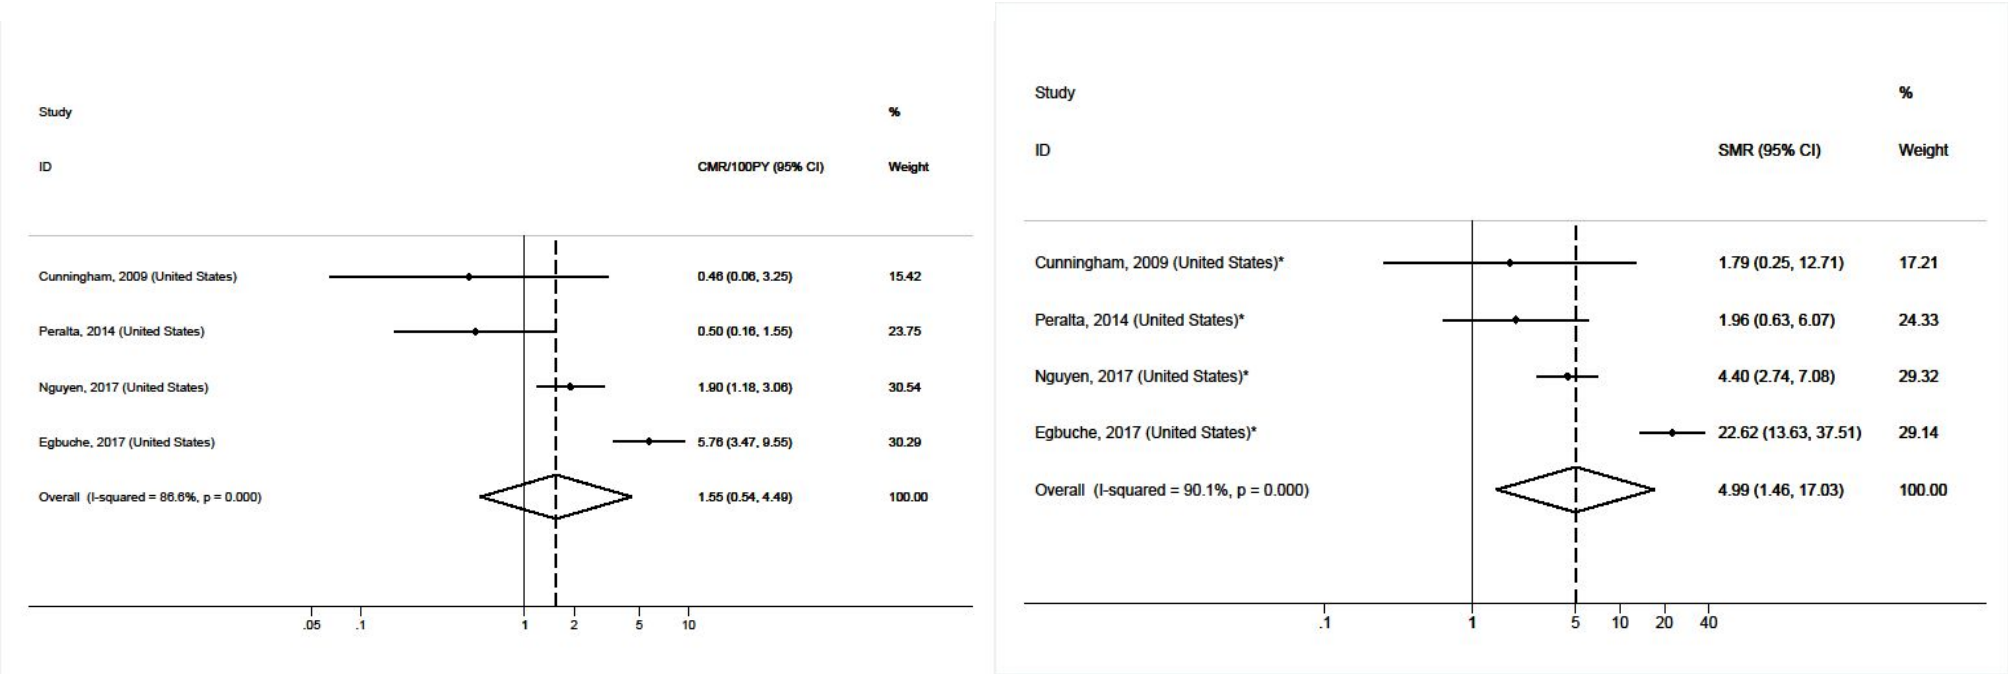 Study %
ID CMR/100PY (95% CI) Weight
Cunningham, 2009 (United States) 0.46 (0.06, 3.25) 15.42
Peralta, 2014 (United States) 0.50 (0.16, 1.55) 23.75
Nguyen, 2017 (United States) 1.90 (1.18, 3.06) 30.54
Egbuche, 2017 (United States) 5.76 (3.47, 9.55) 30.29
Overall (I-squared = 86.6%, p = 0.000) 1.55 (0.54, 4.49) 100.00
.05 .1 1 2 5 10
Study %
ID SMR (95% CI) Weight
Cunningham, 2009 (United States)* 1.79 (0.25, 12.71) 17.21
Peralta, 2014 (United States)* 1.96 (0.63, 6.07) 24.33
Nguyen, 2017 (United States)* 4.40 (2.74, 7.08) 29.32
Egbuche, 2017 (United States)* 22.62 (13.63, 37.51) 29.14
Overall (I-squared = 90.1%, p = 0.000) 4.99 (1.46, 17.03) 100.00
.1 1 5 10 20 40